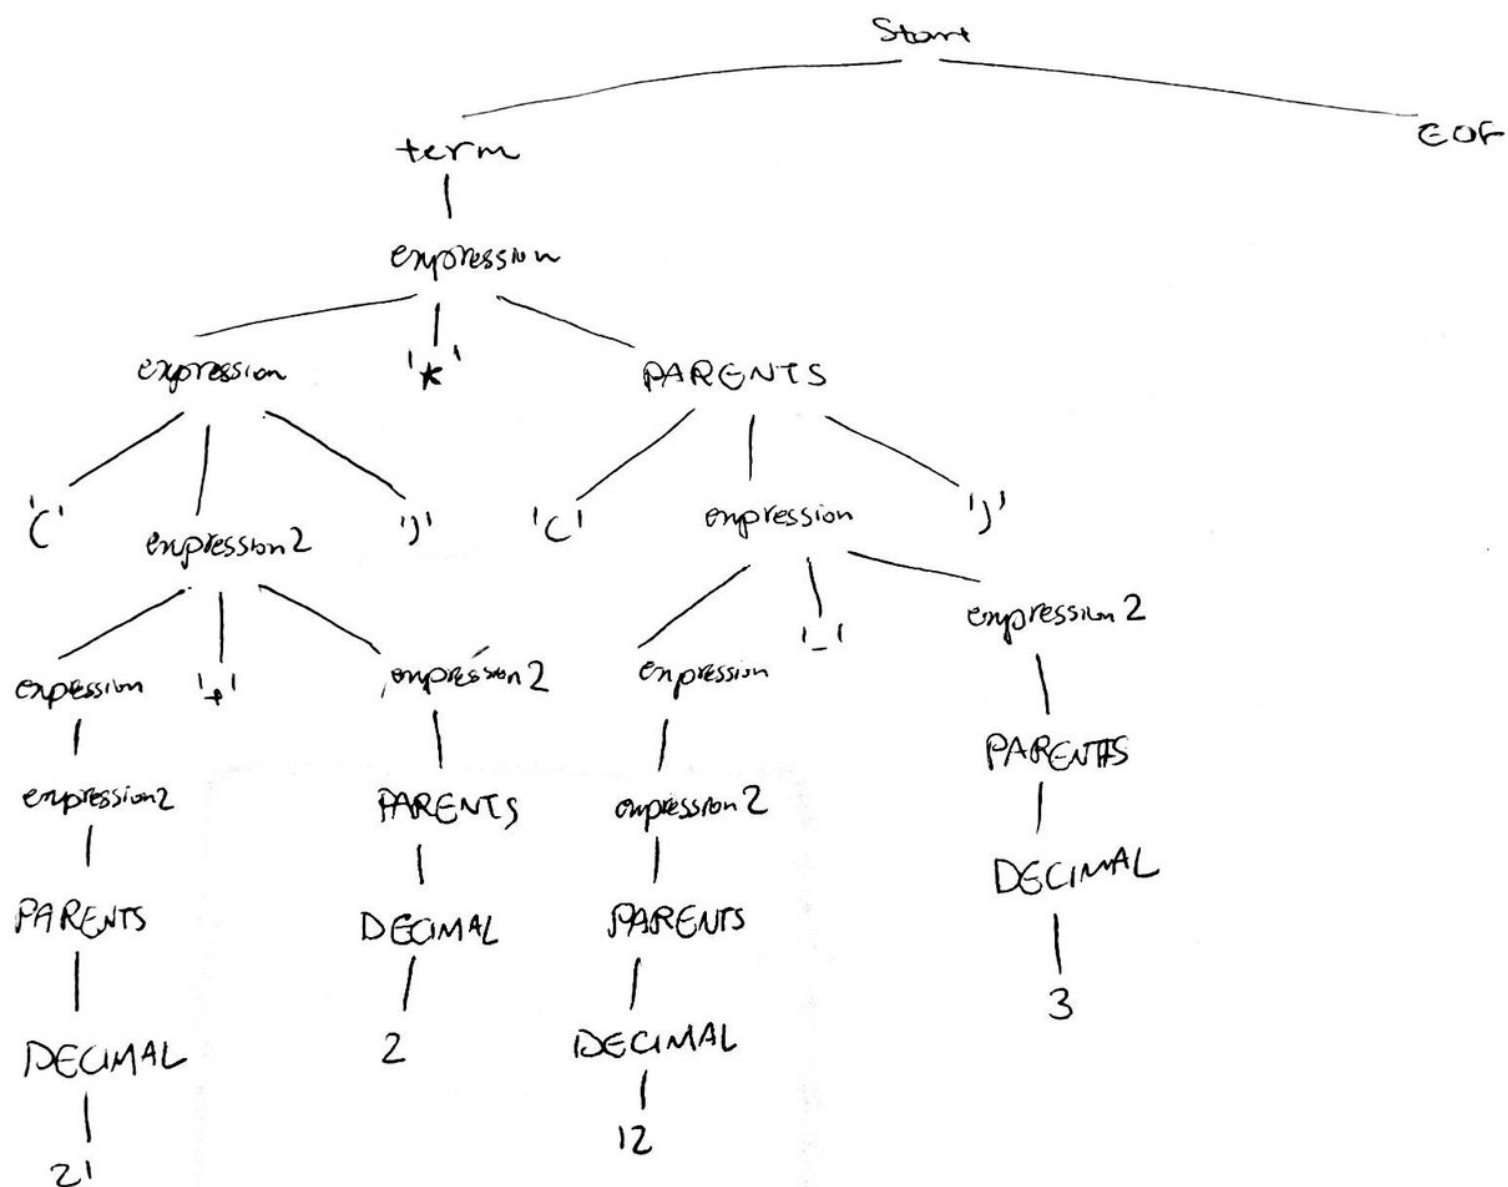 Start
term EOF
expression
expression '*' PARENTS
'(' expression2 ')' '(' expression ')'
expression '+' expression2 expression '-' expression2
expression2 PARENTS expression2 PARENTS
PARENTS DECIMAL PARENTS DECIMAL
DECIMAL 2 DECIMAL 3
21 12